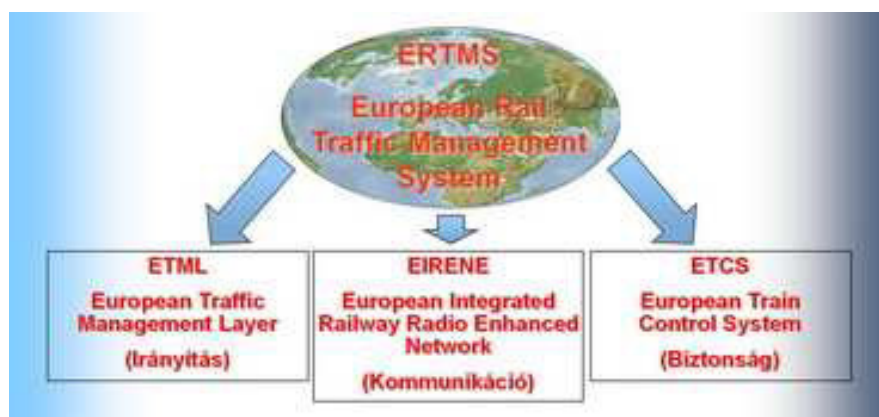 ERTMS
European Rail
Traffic Management
System
ETML
European Traffic
Management Layer
(Irányítás)
EIRENE
European Integrated
Railway Radio Enhanced
Network
(Kommunikáció)
ETCS
European Train
Control System
(Biztonság)